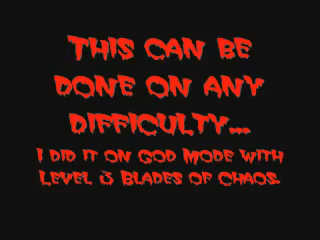 This can be
done on any
difficulty...
I did it on God Mode with
Level 3 Blades of Chaos.